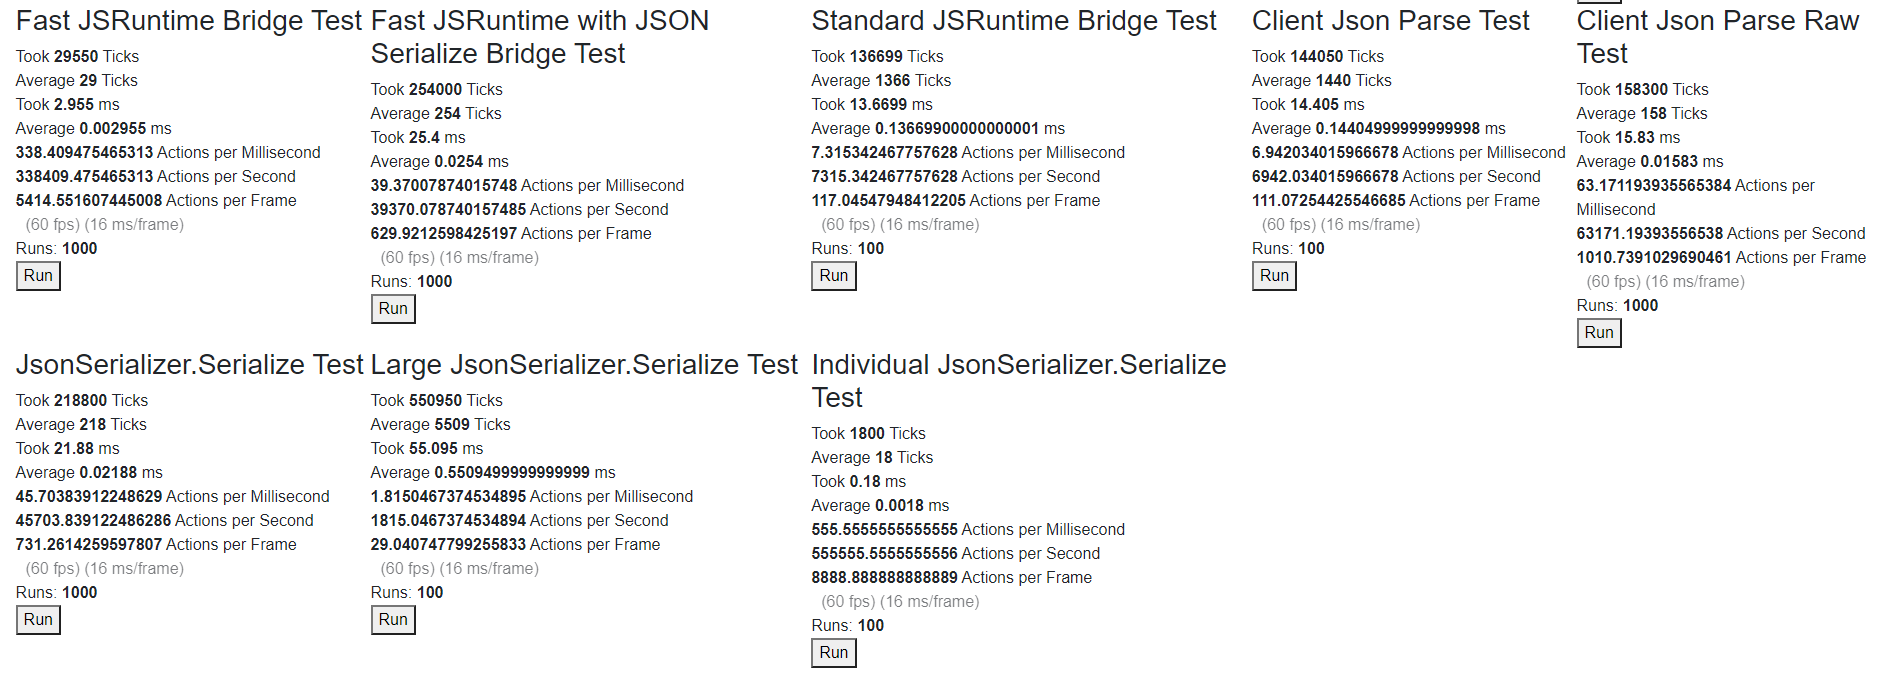 Fast JSRuntime Bridge Test
Took 29550 Ticks
Average 29 Ticks
Took 2.955 ms
Average 0.002955 ms
338.409475465313 Actions per Millisecond
338409.475465313 Actions per Second
5414.551607445008 Actions per Frame
(60 fps) (16 ms/frame)
Runs: 1000
Run
Fast JSRuntime with JSON
Serialize Bridge Test
Took 254000 Ticks
Average 254 Ticks
Took 25.4 ms
Average 0.0254 ms
39.37007874015748 Actions per Millisecond
39370.078740157485 Actions per Second
629.9212598425197 Actions per Frame
(60 fps) (16 ms/frame)
Runs: 1000
Run
Standard JSRuntime Bridge Test
Took 136699 Ticks
Average 1366 Ticks
Took 13.6699 ms
Average 0.13669900000000001 ms
7.315342467757628 Actions per Millisecond
7315.342467757628 Actions per Second
117.04547948412205 Actions per Frame
(60 fps) (16 ms/frame)
Runs: 100
Run
Client Json Parse Test
Took 144050 Ticks
Average 1440 Ticks
Took 14.405 ms
Average 0.14404999999999998 ms
6.942034015966678 Actions per Millisecond
6942.034015966678 Actions per Second
111.07254425546685 Actions per Frame
(60 fps) (16 ms/frame)
Runs: 100
Run
Client Json Parse Raw
Test
Took 158300 Ticks
Average 158 Ticks
Took 15.83 ms
Average 0.01583 ms
63.171193935565384 Actions per
Millisecond
63171.19393556538 Actions per Second
1010.7391029690461 Actions per Frame
(60 fps) (16 ms/frame)
Runs: 1000
Run
JsonSerializer.Serialize Test
Took 218800 Ticks
Average 218 Ticks
Took 21.88 ms
Average 0.02188 ms
45.70383912248629 Actions per Millisecond
45703.839122486286 Actions per Second
731.2614259597807 Actions per Frame
(60 fps) (16 ms/frame)
Runs: 1000
Run
Large JsonSerializer.Serialize Test
Took 550950 Ticks
Average 5509 Ticks
Took 55.095 ms
Average 0.5509499999999999 ms
1.8150467374534895 Actions per Millisecond
1815.0467374534894 Actions per Second
29.040747799255833 Actions per Frame
(60 fps) (16 ms/frame)
Runs: 100
Run
Individual JsonSerializer.Serialize
Test
Took 1800 Ticks
Average 18 Ticks
Took 0.18 ms
Average 0.0018 ms
555.5555555555555 Actions per Millisecond
555555.5555555556 Actions per Second
8888.888888888889 Actions per Frame
(60 fps) (16 ms/frame)
Runs: 100
Run